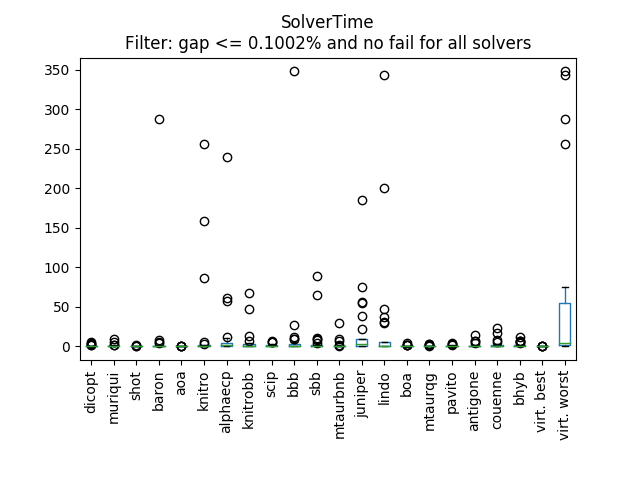 SolverTime
Filter: gap <= 0.1002% and no fail for all solvers
350
300
250
200
150
100
50
0
dicopt
muriqui
shot
baron
aoa
knitro
alphaecp
knitrobb
scip
bbb
sbb
mtaurbnb
juniper
lindo
boa
mtaurqg
pavito
antigone
couenne
bhyb
virt. best
virt. worst